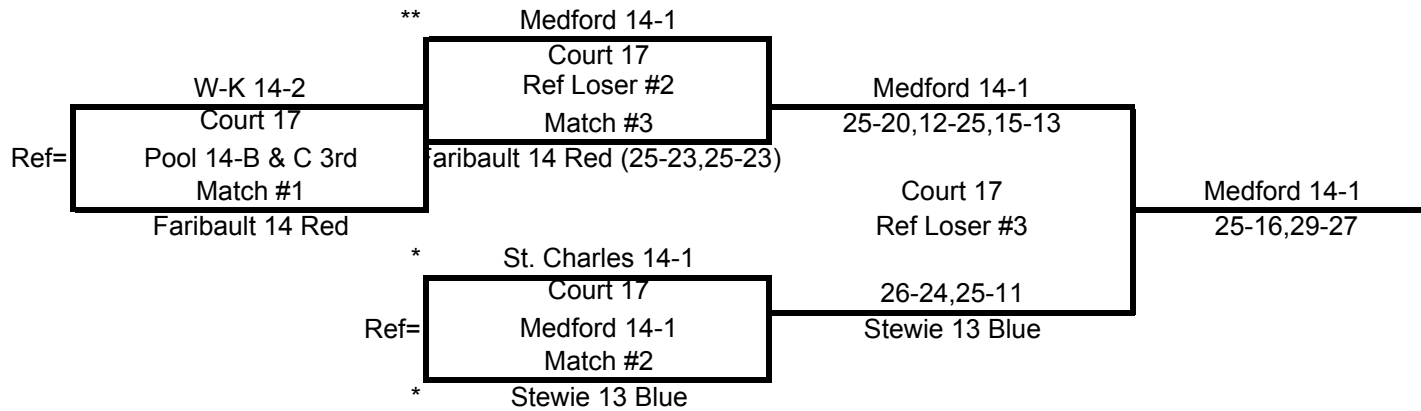 ** Medford 14-1
Court 17
Ref Loser #2
Match #3
Faribault 14 Red (25-23,25-23)
W-K 14-2
Court 17
Ref= Pool 14-B & C 3rd
Match #1
Faribault 14 Red
* St. Charles 14-1
Court 17
Ref= Medford 14-1
Match #2
* Stewie 13 Blue
Medford 14-1
25-20,12-25,15-13
Court 17
Ref Loser #3
26-24,25-11
Stewie 13 Blue
Medford 14-1
25-16,29-27